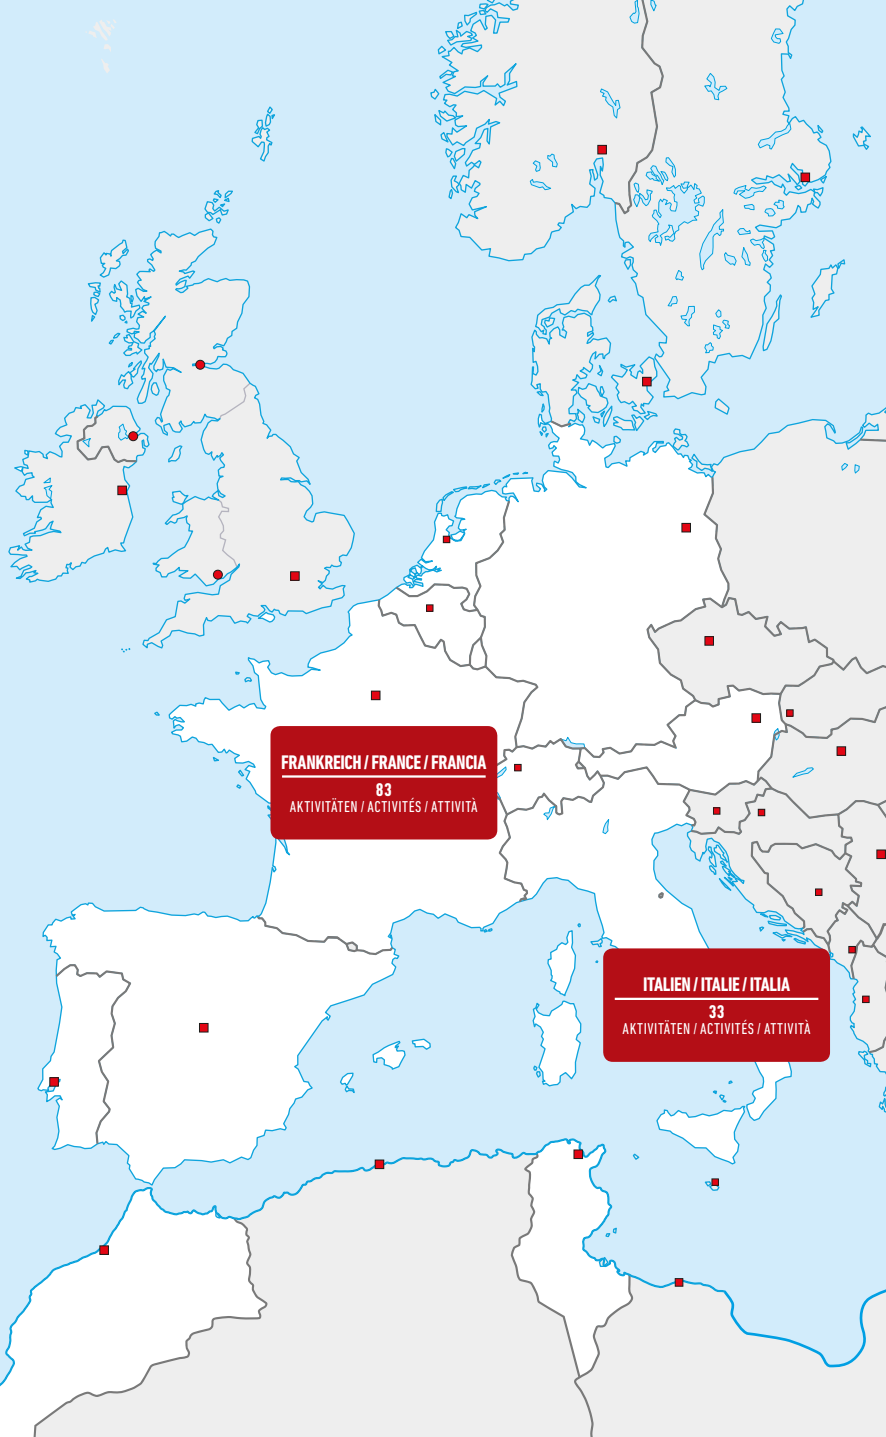 FRANKREICH / FRANCE / FRANCIA
83
AKTIVITÄTEN / ACTIVITÉS / ATTIVITÀ
ITALIEN / ITALIE / ITALIA
33
AKTIVITÄTEN / ACTIVITÉS / ATTIVITÀ